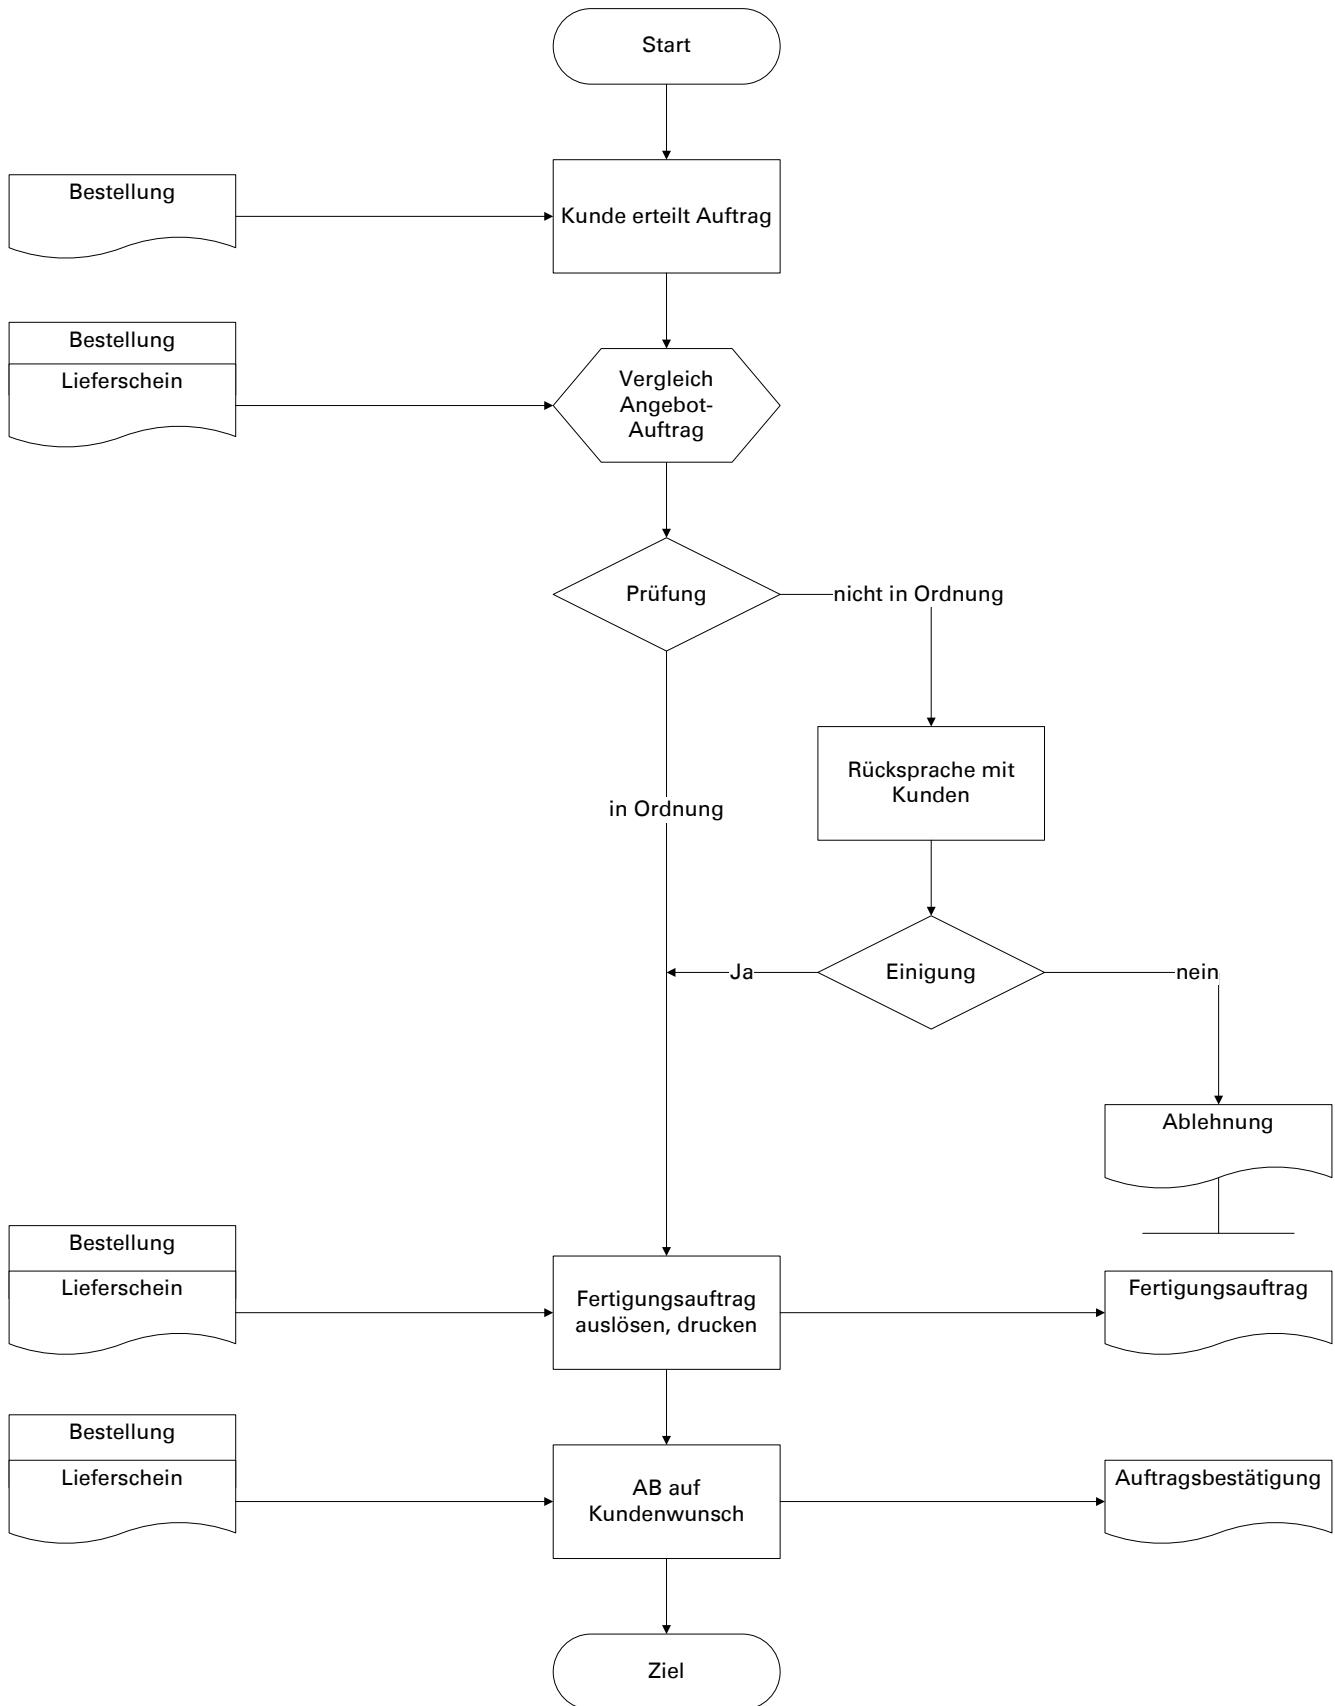 Start
Bestellung
Kunde erteilt Auftrag
Bestellung
Lieferschein
Vergleich
Angebot-
Auftrag
Prüfung
nicht in Ordnung
Rücksprache mit
Kunden
in Ordnung
Ja
Einigung
nein
Ablehnung
Bestellung
Lieferschein
Fertigungsauftrag
auslösen, drucken
Fertigungsauftrag
Bestellung
Lieferschein
AB auf
Kundenwunsch
Auftragsbestätigung
Ziel